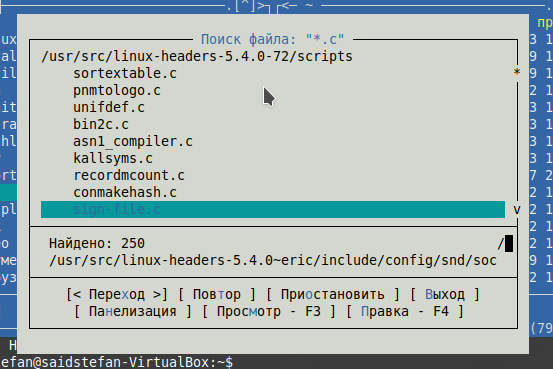 .[^]>
<— ~
Поиск файла: "*.c"
/usr/src/linux-headers-5.4.0-72/scripts
sortextable.c
pnmtologo.c
unifdef.c
bin2c.c
asn1_compiler.c
kallsyms.c
recordmcount.c
conmakehash.c
sign-file.c
Найдено: 250
/usr/src/linux-headers-5.4.0~eric/include/config/snd/soc
[< Переход >] [ Повтор ] [ Приостановить ] [ Выход ]
[ Панелизация ] [ Просмотр - F3 ] [ Правка - F4 ]
efan@saidstefan-VirtualBox:~$